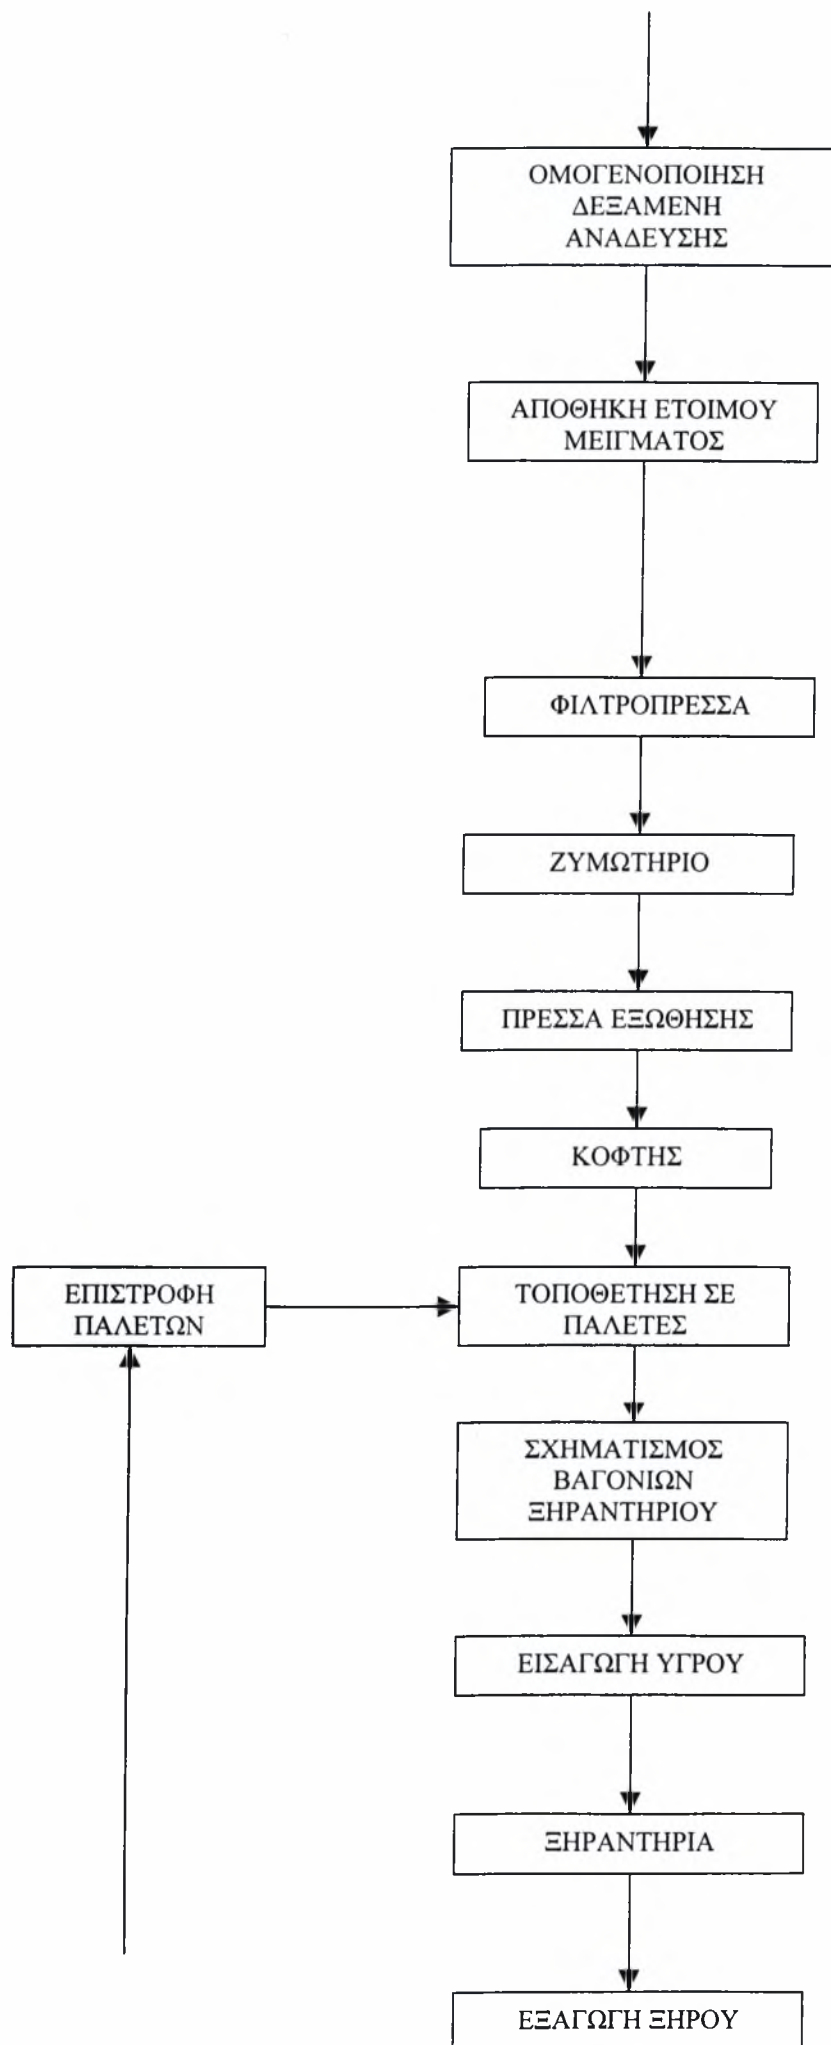 ΟΜΟΓΕΝΟΠΟΙΗΣΗ
ΔΕΞΑΜΕΝΗ
ΑΝΑΔΕΥΣΗΣ
ΑΠΟΘΗΚΗ ΕΤΟΙΜΟΥ
ΜΕΙΓΜΑΤΟΣ
ΦΙΛΤΡΟΠΡΕΣΣΑ
ΖΥΜΩΤΗΡΙΟ
ΠΡΕΣΣΑ ΕΞΩΘΗΣΗΣ
ΚΟΦΤΗΣ
ΕΠΙΣΤΡΟΦΗ
ΠΑΛΕΤΩΝ
ΤΟΠΟΘΕΤΗΣΗ ΣΕ
ΠΑΛΕΤΕΣ
ΣΧΗΜΑΤΙΣΜΟΣ
ΒΑΓΟΝΙΩΝ
ΞΗΡΑΝΤΗΡΙΟΥ
ΕΙΣΑΓΩΓΗ ΥΓΡΟΥ
ΞΗΡΑΝΤΗΡΙΑ
ΕΞΑΓΩΓΗ ΞΗΡΟΥ